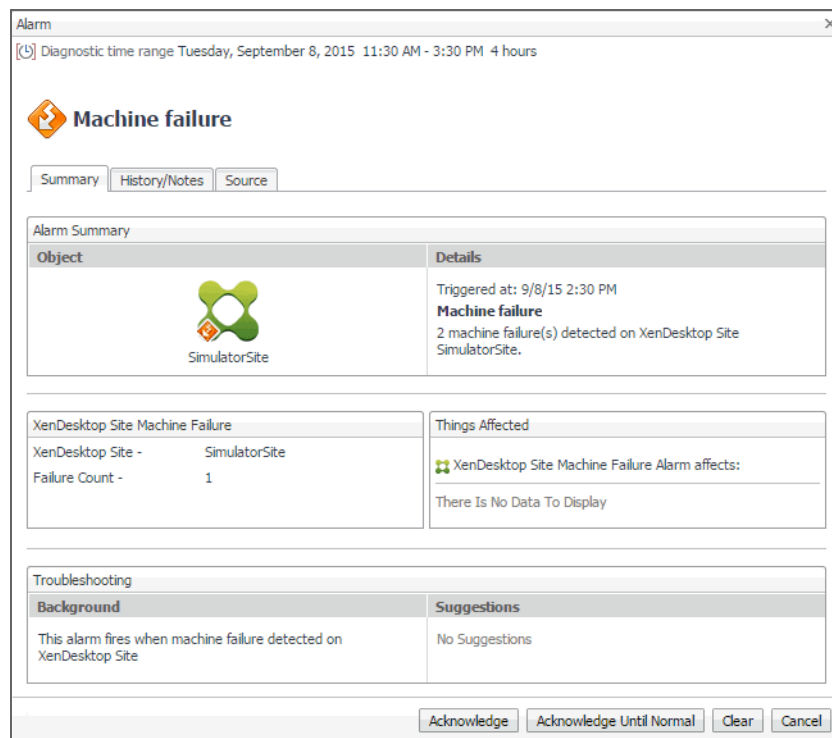 Alarm
Diagnostic time range Tuesday, September 8, 2015 11:30 AM - 3:30 PM 4 hours
Machine failure
Summary History/Notes Source
Alarm Summary
Object Details
Triggered at: 9/8/15 2:30 PM
Machine failure
2 machine failure(s) detected on XenDesktop Site
SimulatorSite.
SimulatorSite
XenDesktop Site Machine Failure
XenDesktop Site - SimulatorSite
Failure Count - 1
Things Affected
XenDesktop Site Machine Failure Alarm affects:
There Is No Data To Display
Troubleshooting
Background Suggestions
This alarm fires when machine failure detected on
XenDesktop Site
No Suggestions
Acknowledge Acknowledge Until Normal Clear Cancel